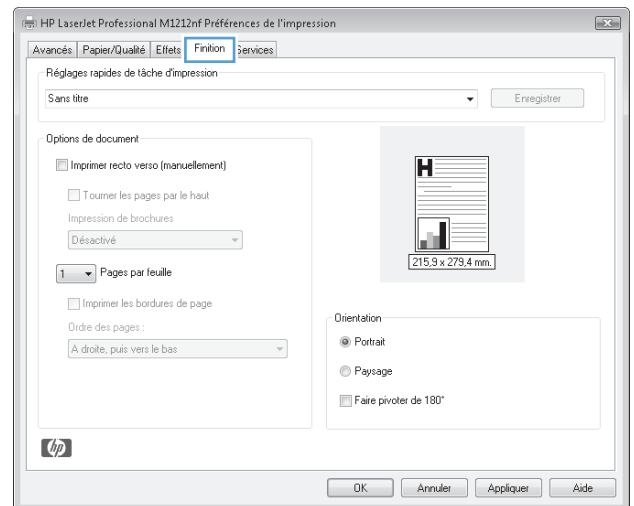 HP LaserJet Professional M1212nf Préférences de l'impression
Avancés Papier/Qualité Effets Finition Services
Réglages rapides de tâche d'impression
Sans titre Enregistrer
Options de document
Imprimer recto verso (manuellement)
Tourner les pages par le haut
Impression de brochures
Désactivé
1 Pages par feuille
Imprimer les bordures de page
Ordre des pages :
A droite, puis vers le bas
H
215,9 x 279,4 mm.
Orientation
Portrait
Paysage
Faire pivoter de 180°
hp
OK Annuler Appliquer Aide